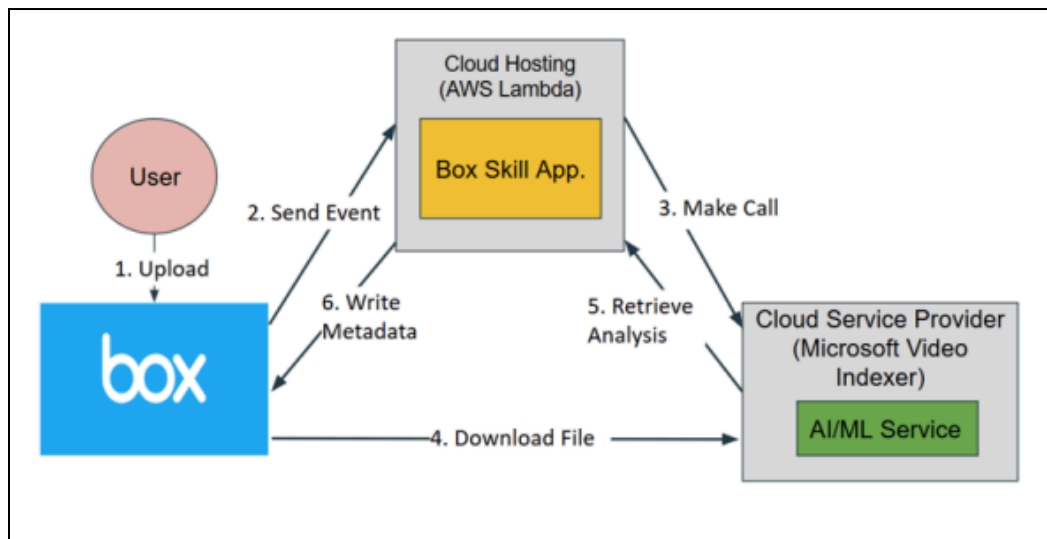 Cloud Hosting
(AWS Lambda)
Box Skill App.
User
2. Send Event
3. Make Call
1. Upload
6. Write
Metadata
5. Retrieve
Analysis
box
Cloud Service Provider
(Microsoft Video
Indexer)
AI/ML Service
4. Download File